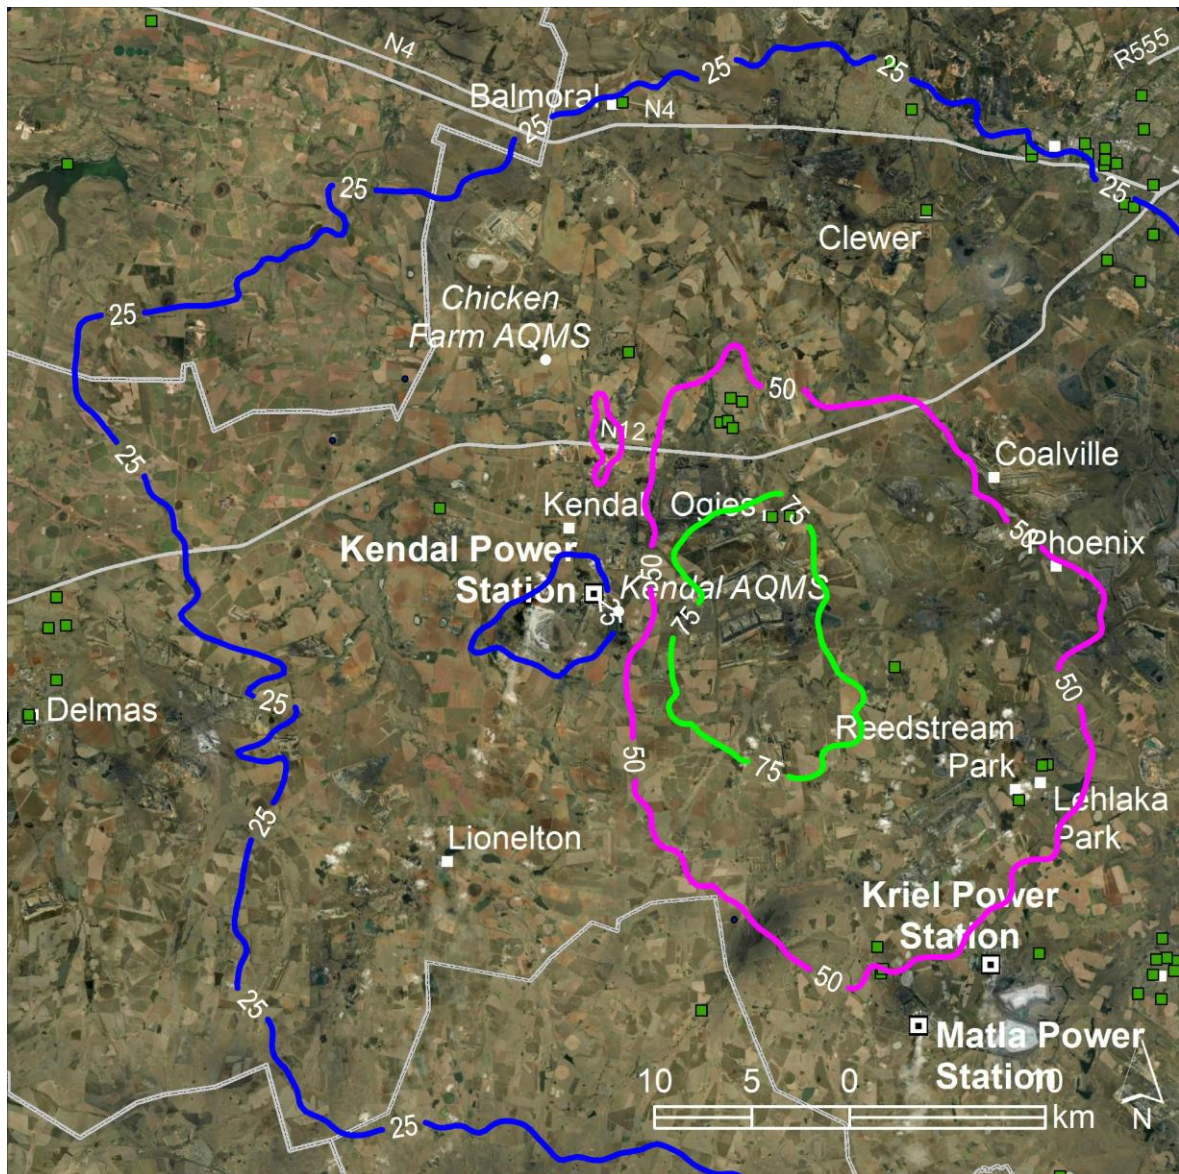 N4
25
25
R555
Balmoral
N4
25
25
25
Clewer
Chicken
Farm AQMS
25
50
N12
Coalville
25
Kendal
Ogies
75
50
Phoenix
Kendal Power
Station
50
Kendal AQMS
25
75
50
25
Delmas
Reedstream
Park
50
75
Lehlaka
Park
25
Lionelton
Kriel Power
Station
50
25
Matla Power
Station
10
5
0
10
km
N
25